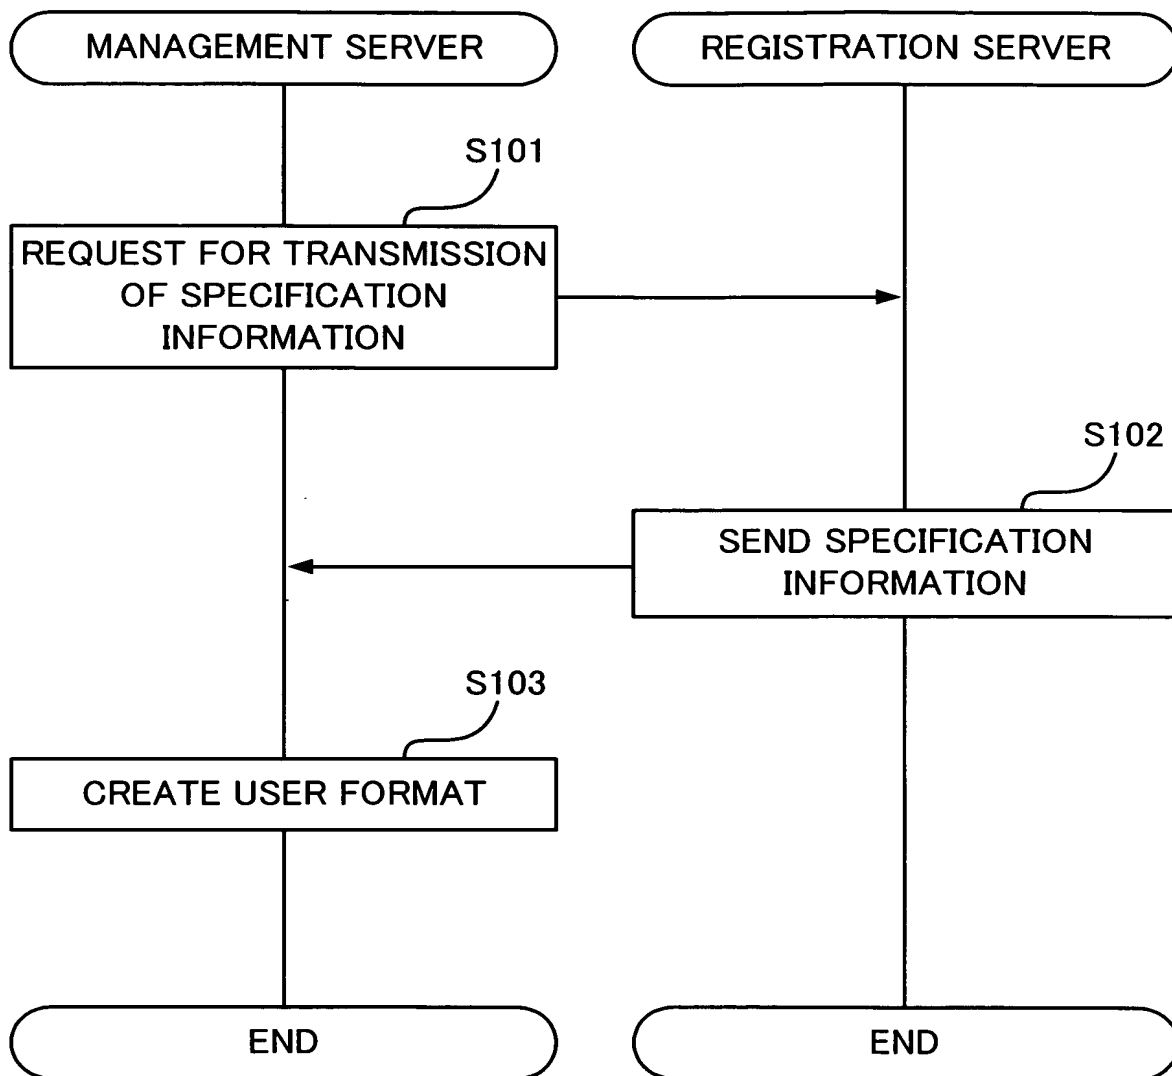 MANAGEMENT SERVER
REGISTRATION SERVER
S101
REQUEST FOR TRANSMISSION
OF SPECIFICATION
INFORMATION
S102
SEND SPECIFICATION
INFORMATION
S103
CREATE USER FORMAT
END
END